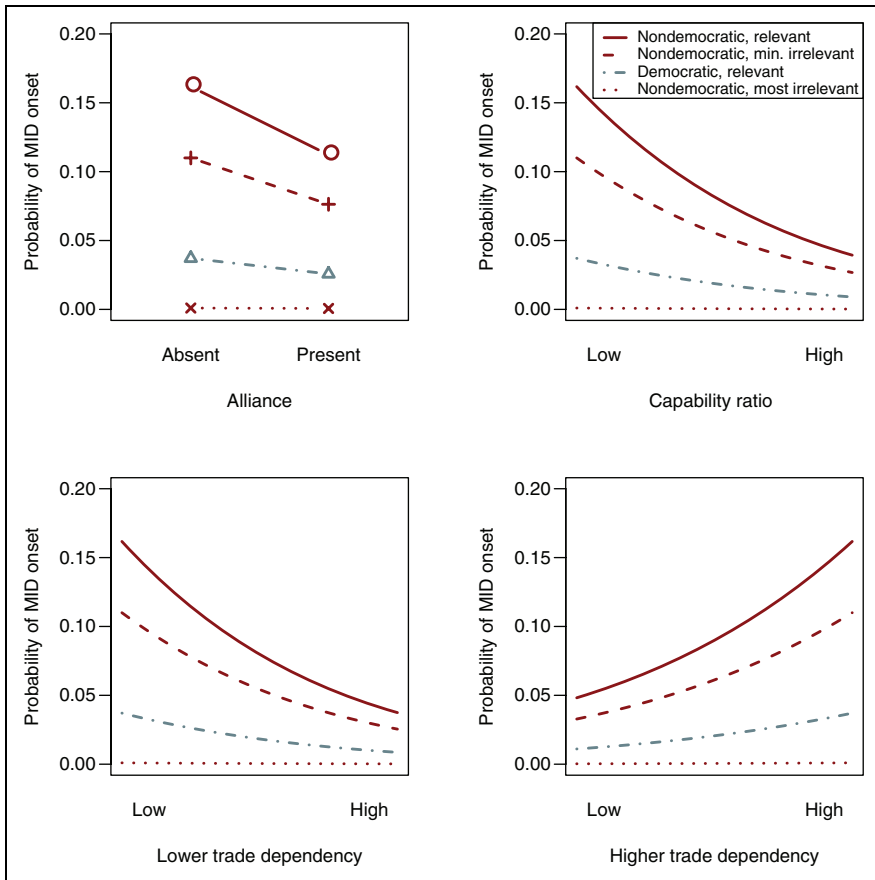 0.20
0.15
0.10
0.05
0.00
Probability of MID onset
Absent Present
Alliance
0.20
0.15
0.10
0.05
0.00
Probability of MID onset
Nondemocratic, relevant
Nondemocratic, min. irrelevant
Democratic, relevant
Nondemocratic, most irrelevant
Low High
Capability ratio
0.20
0.15
0.10
0.05
0.00
Probability of MID onset
Low High
Lower trade dependency
0.20
0.15
0.10
0.05
0.00
Probability of MID onset
Low High
Higher trade dependency